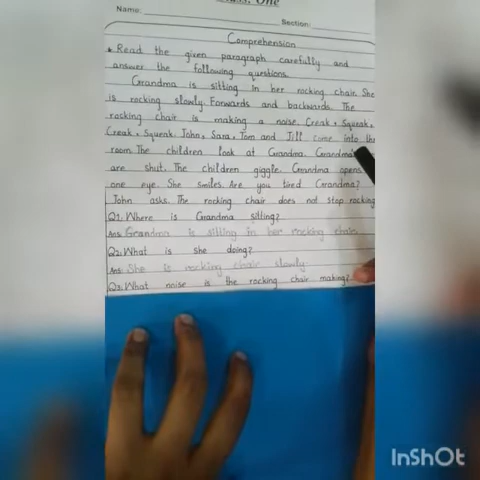 Class: One
Name: Section:
Comprehension
* Read the given paragraph carefully and
answer the following questions.
Grandma is sitting in her rocking chair. She
is rocking slowly. Forwards and backwards. The
rocking chair is making a noise. Creak, Squeak,
Creak, Squeak. John, Sara, Tom and Jill come into the
room. The children look at Grandma. Grandma's
are shut. The children giggle. Grandma opens
one eye. She smiles. Are you tired Grandma?
John asks. The rocking chair does not stop rocking
Q1. Where is Grandma sitting?
Ans: Grandma is sitting in her rocking chair.
Q2. What is she doing?
Ans: She is rocking chair slowly.
Q3. What noise is the rocking chair making?
InShOt